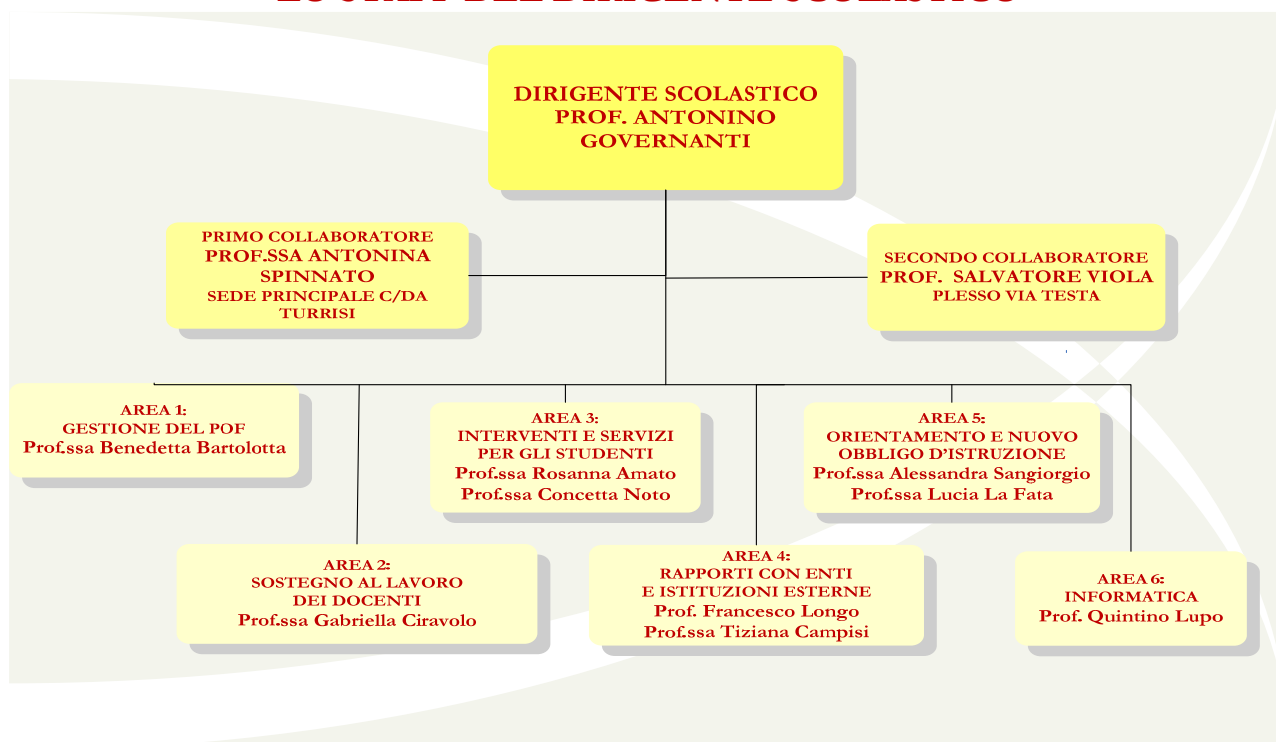 DEL DIRIGENTE SCOLASTICO
DIRIGENTE SCOLASTICO
PROF. ANTONINO
GOVERNANTI
PRIMO COLLABORATORE
PROF.SSA ANTONINA
SPINNATO
SEDE PRINCIPALE C/DA
TURRISI
SECONDO COLLABORATORE
PROF. SALVATORE VIOLA
PLESSO VIA TESTA
AREA 1:
GESTIONE DEL POF
Prof.ssa Benedetta Bartolotta
AREA 2:
SOSTEGNO AL LAVORO
DEI DOCENTI
Prof.ssa Gabriella Ciravolo
AREA 3:
INTERVENTI E SERVIZI
PER GLI STUDENTI
Prof.ssa Rosanna Amato
Prof.ssa Concetta Noto
AREA 4:
RAPPORTI CON ENTI
E ISTITUZIONI ESTERNE
Prof. Francesco Longo
Prof.ssa Tiziana Campisi
AREA 5:
ORIENTAMENTO E NUOVO
OBBLIGO D'ISTRUZIONE
Prof.ssa Alessandra Sangiorgio
Prof.ssa Lucia La Fata
AREA 6:
INFORMATICA
Prof. Quintino Lupo